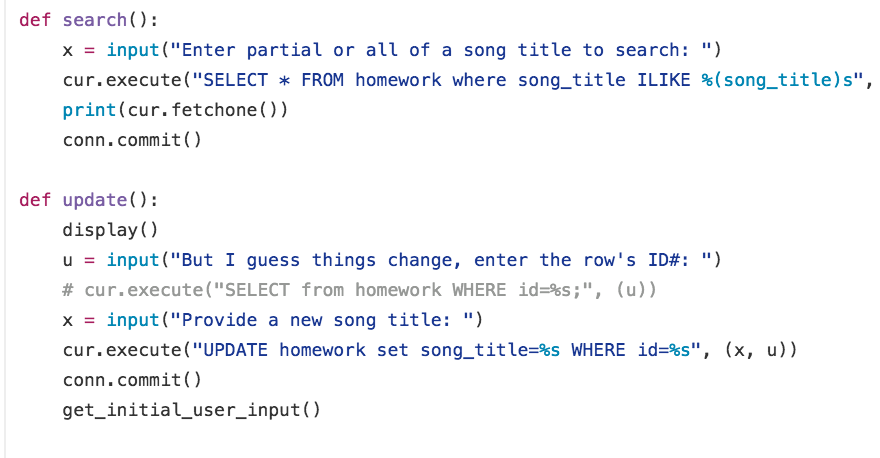 def search():
    x = input("Enter partial or all of a song title to search: ")
    cur.execute("SELECT * FROM homework where song_title ILIKE %(song_title)s",
    print(cur.fetchone())
    conn.commit()

def update():
    display()
    u = input("But I guess things change, enter the row's ID#: ")
    # cur.execute("SELECT from homework WHERE id=%s;", (u))
    x = input("Provide a new song title: ")
    cur.execute("UPDATE homework set song_title=%s WHERE id=%s", (x, u))
    conn.commit()
    get_initial_user_input()